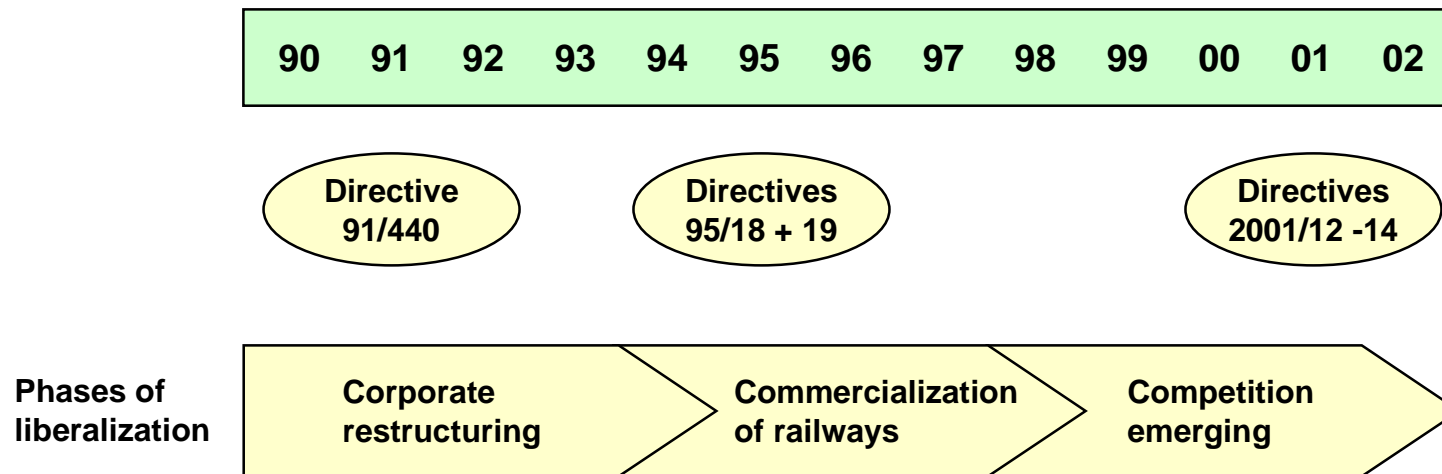 90 91 92 93 94 95 96 97 98 99 00 01 02
Directive
91/440
Directives
95/18 + 19
Directives
2001/12 -14
Phases of
liberalization
Corporate
restructuring
Commercialization
of railways
Competition
emerging